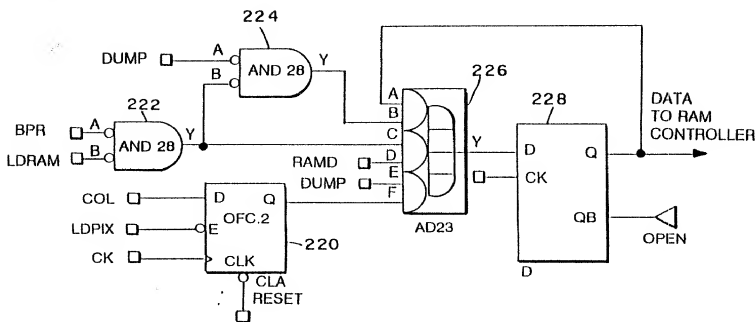 224
DUMP
A
B
AND 28
Y
226
222
BPR
LDRAM
A
B
AND 28
Y
A
B
C
D
E
F
RAMD
DUMP
AD23
Y
228
D
CK
Q
QB
D
DATA
TO RAM
CONTROLLER
OPEN
COL
LDPIX
CK
D
Q
OFC.2
E
CLK
220
CLA
RESET